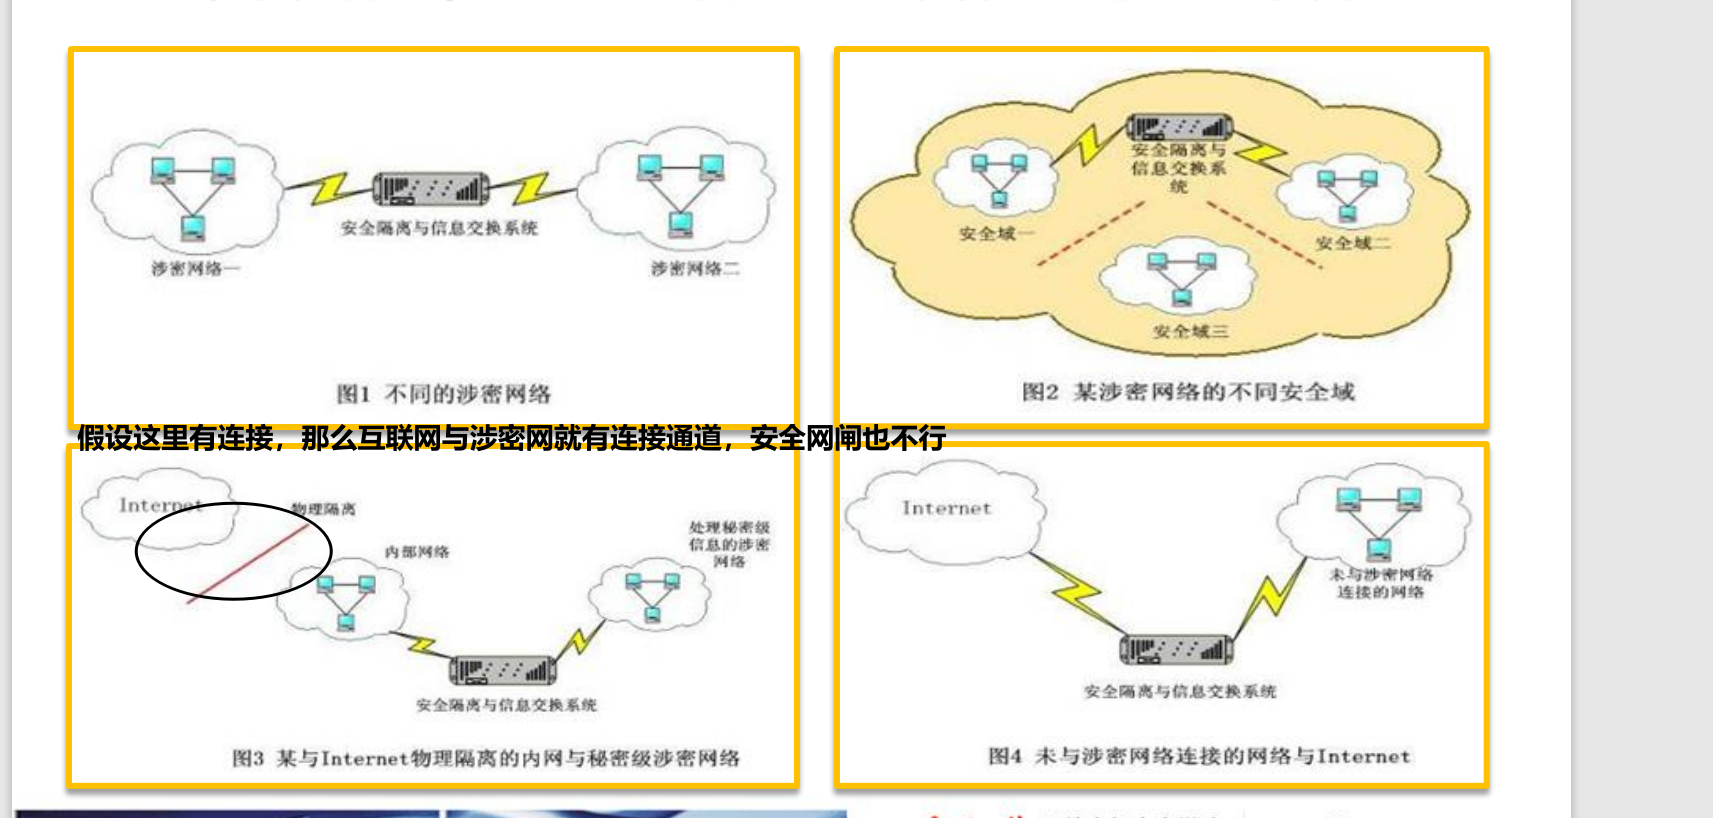 安全隔离与信息交换系统
涉密网络一
涉密网络二
图1 不同的涉密网络
安全隔离与
信息交换系
统
安全域一
安全域二
安全域三
图2 某涉密网络的不同安全域
假设这里有连接，那么互联网与涉密网就有连接通道，安全网闸也不行
Internet
物理隔离
内部网络
处理秘密级
信息的涉密
网络
安全隔离与信息交换系统
图3 某与Internet物理隔离的内网与秘密级涉密网络
Internet
未与涉密网络
连接的网络
安全隔离与信息交换系统
图4 未与涉密网络连接的网络与Internet